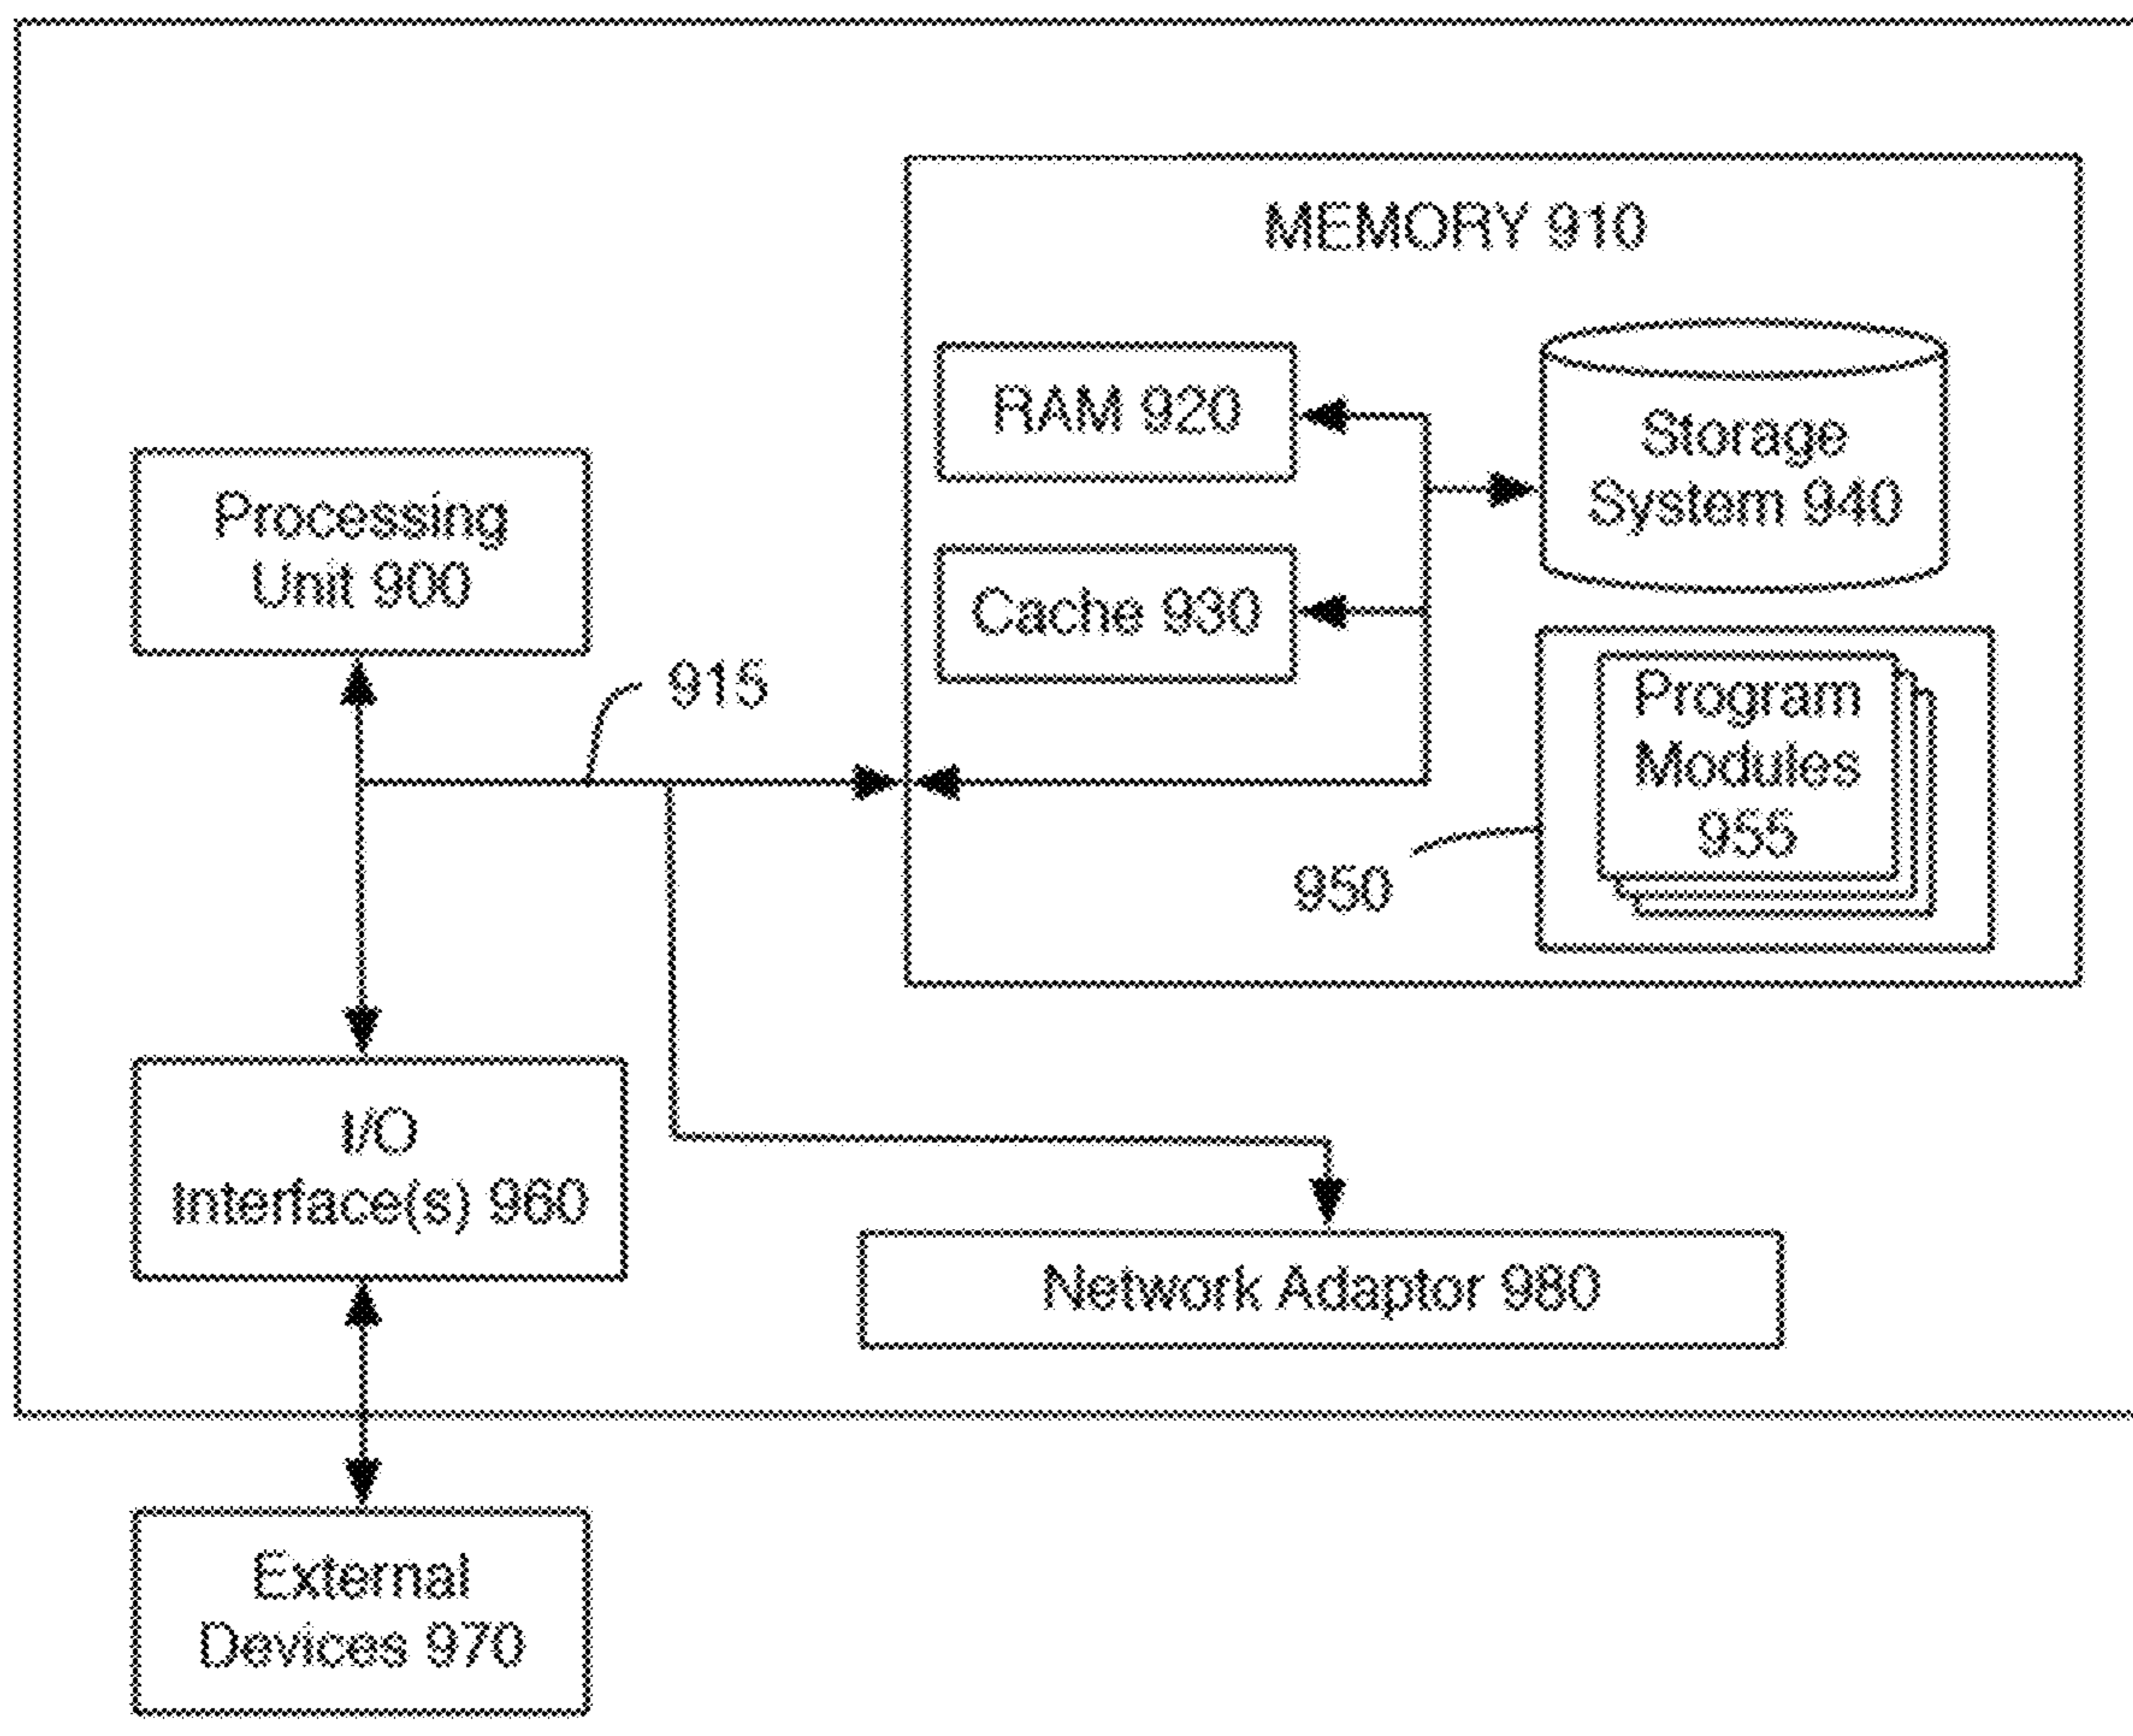 MEMORY 910
RAM 920
Storage
System 940
Processing
Unit 900
Cache 930
915
Program
Modules
955
950
I/O
Interface(s) 960
Network Adaptor 980
External
Devices 970